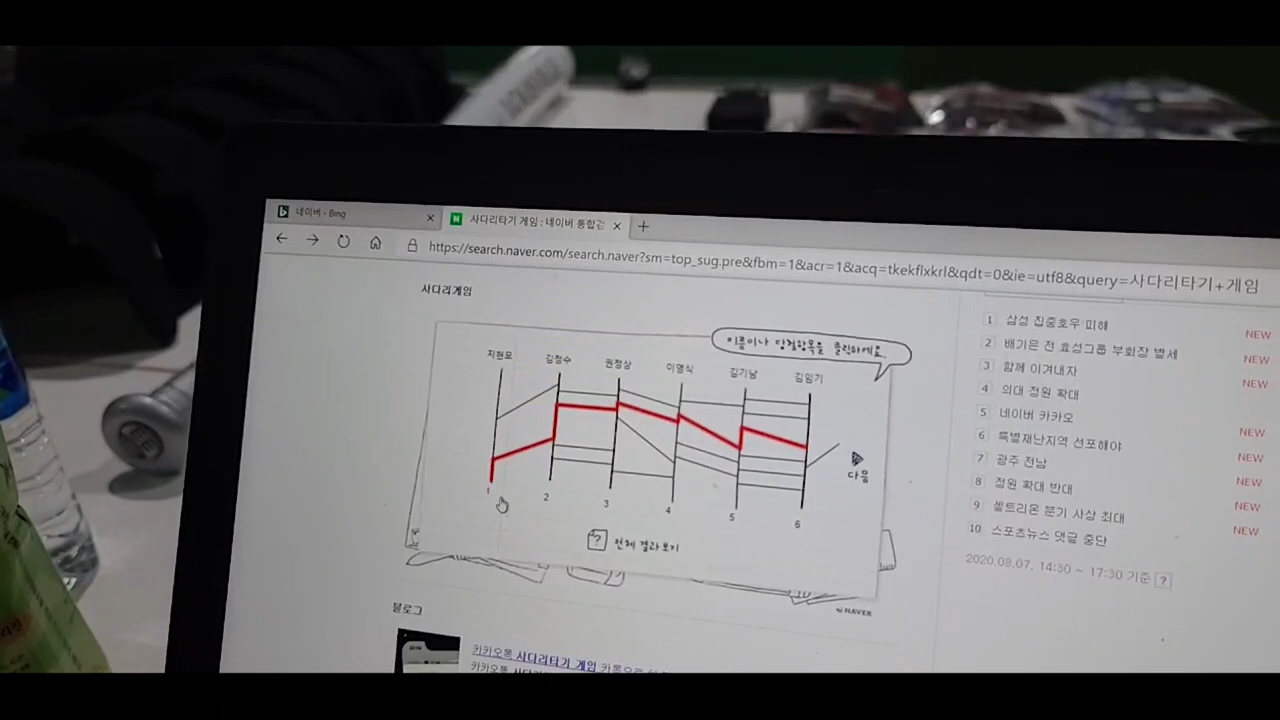 네이버 - Bing
사다리타기 게임 : 네이버 통합검
https://search.naver.com/search.naver?sm=top_sug.pre&fbm=1&acr=1&acq=tkekflxkrl&qdt=0&ie=utf8&query=사다리타기+게임
사다리게임
이름이나 당첨항목을 클릭하세요.
지현모 김정수 권정상 이영식 김기남 김임기
다음
1 2 3 4 5 6
? 전체 결과보기
NAVER
1 삼성 집중호우 피해 NEW
2 배기은 전 효성그룹 부회장 별세 NEW
3 함께 이겨내자 NEW
4 의대 정원 확대
5 네이버 카카오 NEW
6 특별재난지역 선포해야 NEW
7 광주 전남 NEW
8 정원 확대 반대 NEW
9 셀트리온 분기 사상 최대 NEW
10 스포츠뉴스 댓글 중단
2020.08.07. 14:30 ~ 17:30 기준 ?
블로그
카카오톡 사다리타기 게임
카카오톡